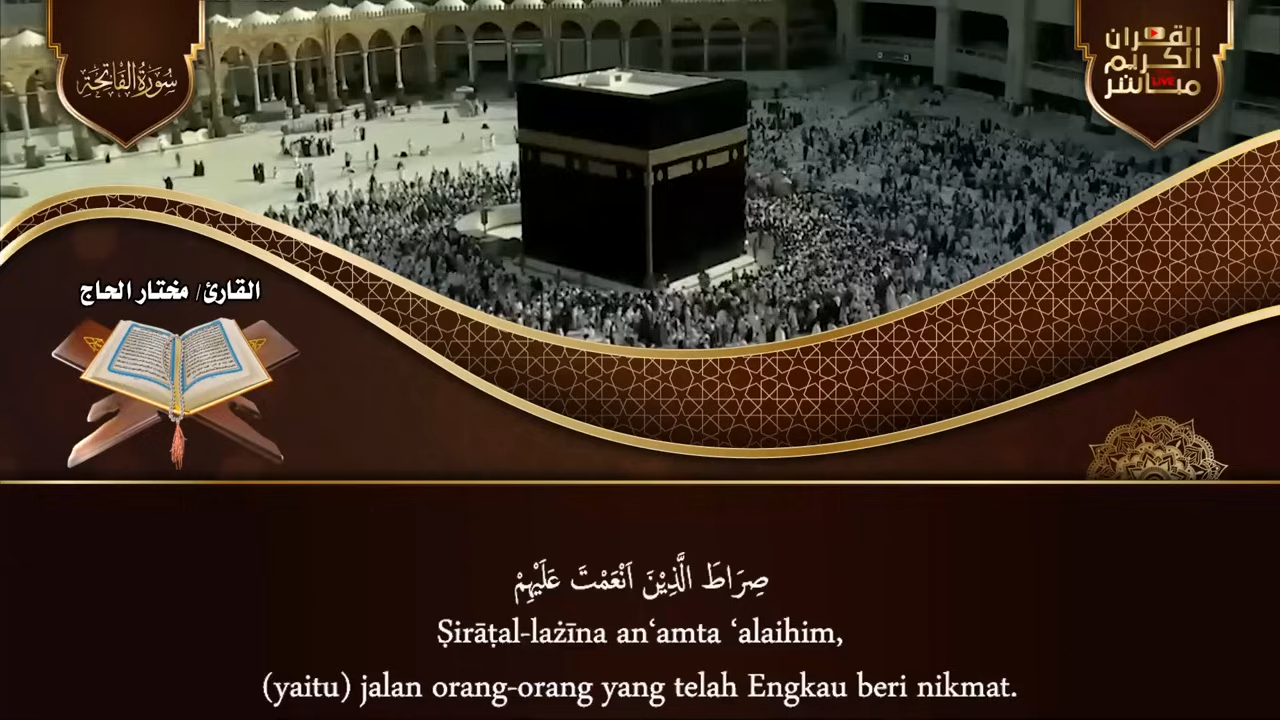 سُورَةُ الفَاتِحَةِ
القرآن
الكريم
LIVE
مباشر
القارئ/ مختار الحاج
صِرَاطَ الَّذِيْنَ اَنْعَمْتَ عَلَيْهِمْ
Ṣirāṭal-lażīna an‘amta ‘alaihim,
(yaitu) jalan orang-orang yang telah Engkau beri nikmat.